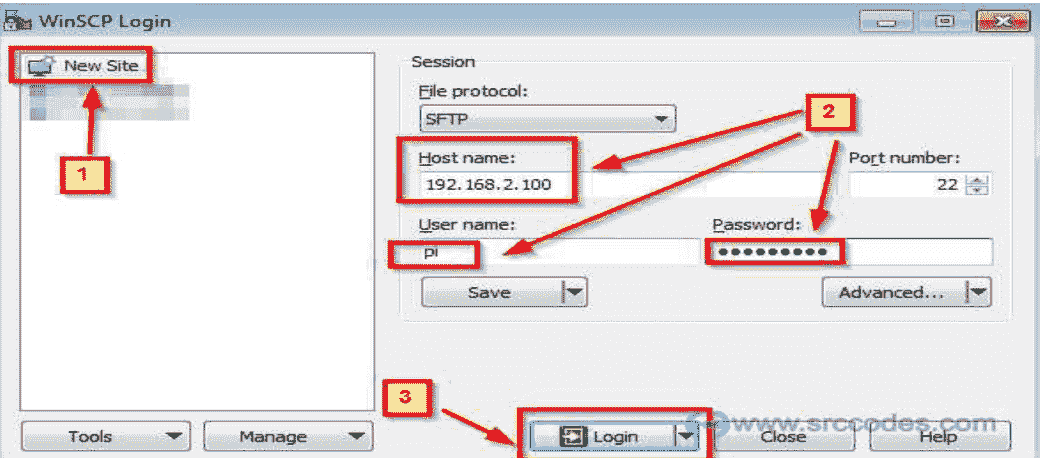 WinSCP Login
New Site
1
Session
File protocol:
SFTP
2
Host name:
Port number:
192.168.2.100
22
User name:
Password:
pi
•••••••••
Save
Advanced...
3
Tools
Manage
Login
Close
Help
www.srccodes.com